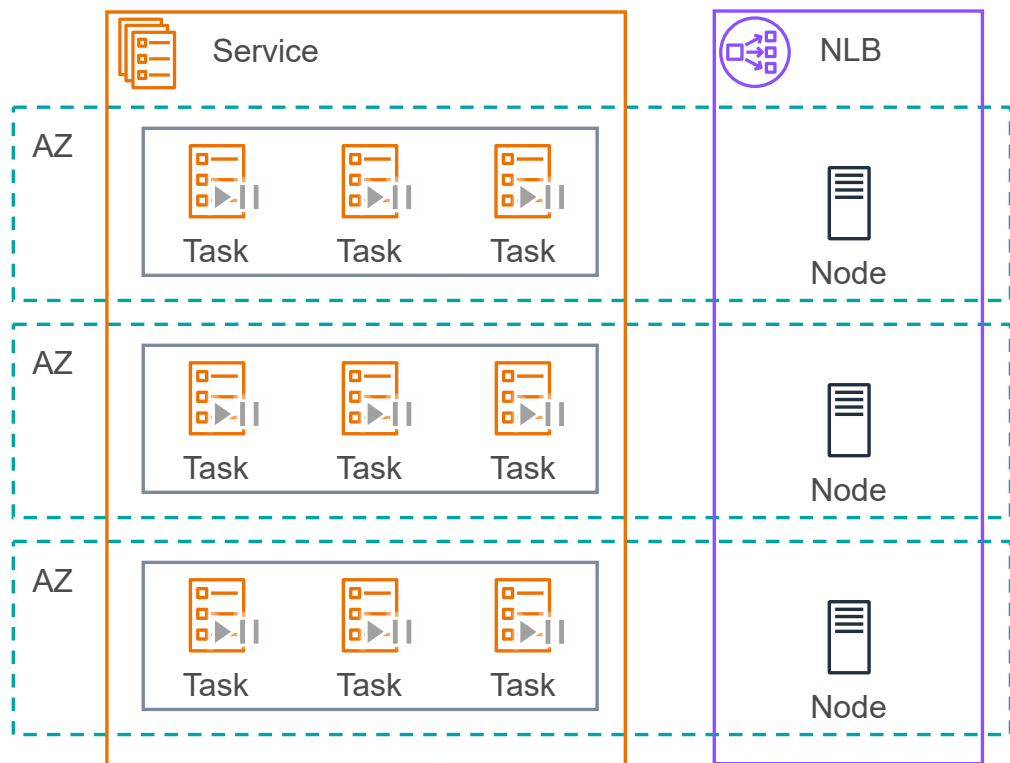 Service
NLB
AZ
Task Task Task
Node
AZ
Task Task Task
Node
AZ
Task Task Task
Node